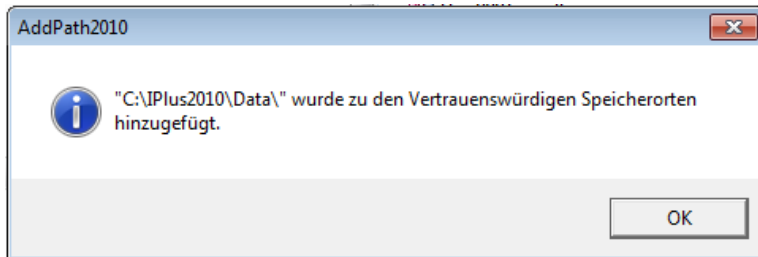 AddPath2010
"C:\IPlus2010\Data\" wurde zu den Vertrauenswürdigen Speicherorten
hinzugefügt.
OK